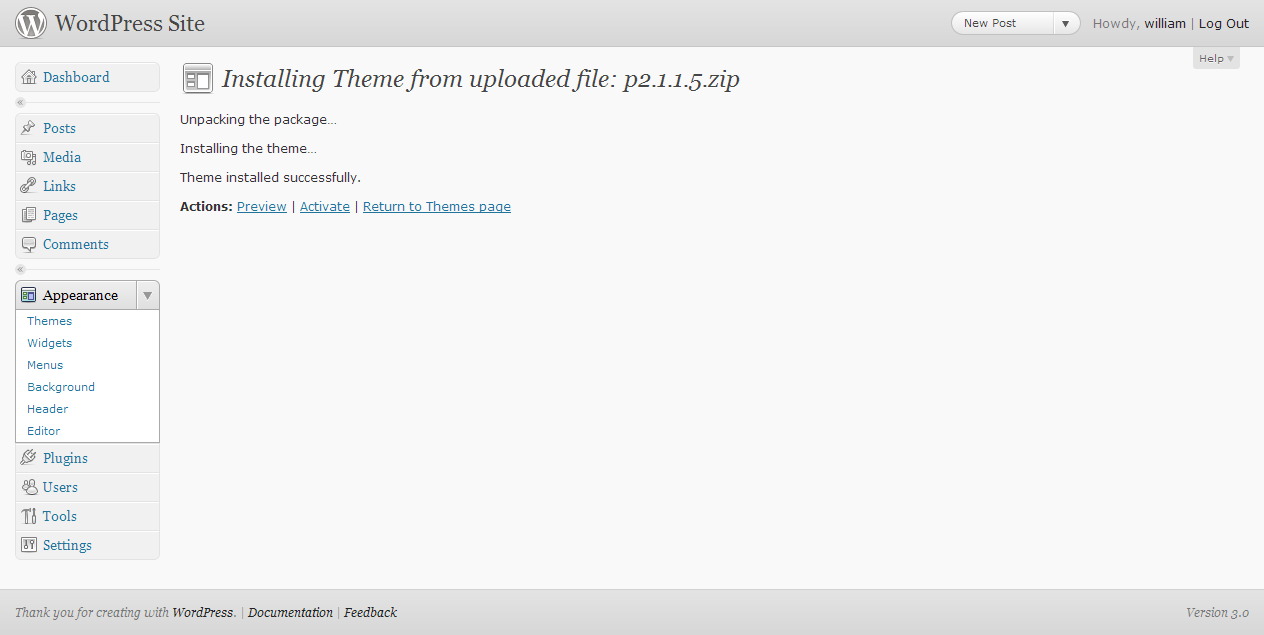 WordPress Site
New Post ▼ Howdy, william | Log Out
Help ▼
Dashboard
Posts
Media
Links
Pages
Comments
Appearance
Themes
Widgets
Menus
Background
Header
Editor
Plugins
Users
Tools
Settings
Installing Theme from uploaded file: p2.1.1.5.zip
Unpacking the package…
Installing the theme…
Theme installed successfully.
Actions: Preview | Activate | Return to Themes page
Thank you for creating with WordPress. | Documentation | Feedback
Version 3.0